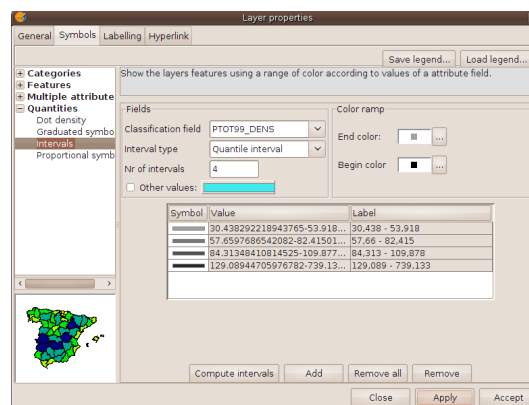 Layer properties
General Symbols Labelling Hyperlink
Save legend... Load legend...
Categories
Features
Multiple attribute
Quantities
Dot density
Graduated symbo
Intervals
Proportional symb
Show the layers features using a range of color according to values of a attribute field.
Fields
Classification field PTOT99_DENS
Interval type Quantile interval
Nr of intervals 4
Other values:
Color ramp
End color: ...
Begin color ...
Symbol Value Label
30.438292218943765-53.918... 30,438 - 53,918
57.6597686542082-82.41501... 57,66 - 82,415
84.31348410814525-109.877... 84,313 - 109,878
129.08944705976782-739.13... 129,089 - 739,133
Compute intervals Add Remove all Remove
Close Apply Accept